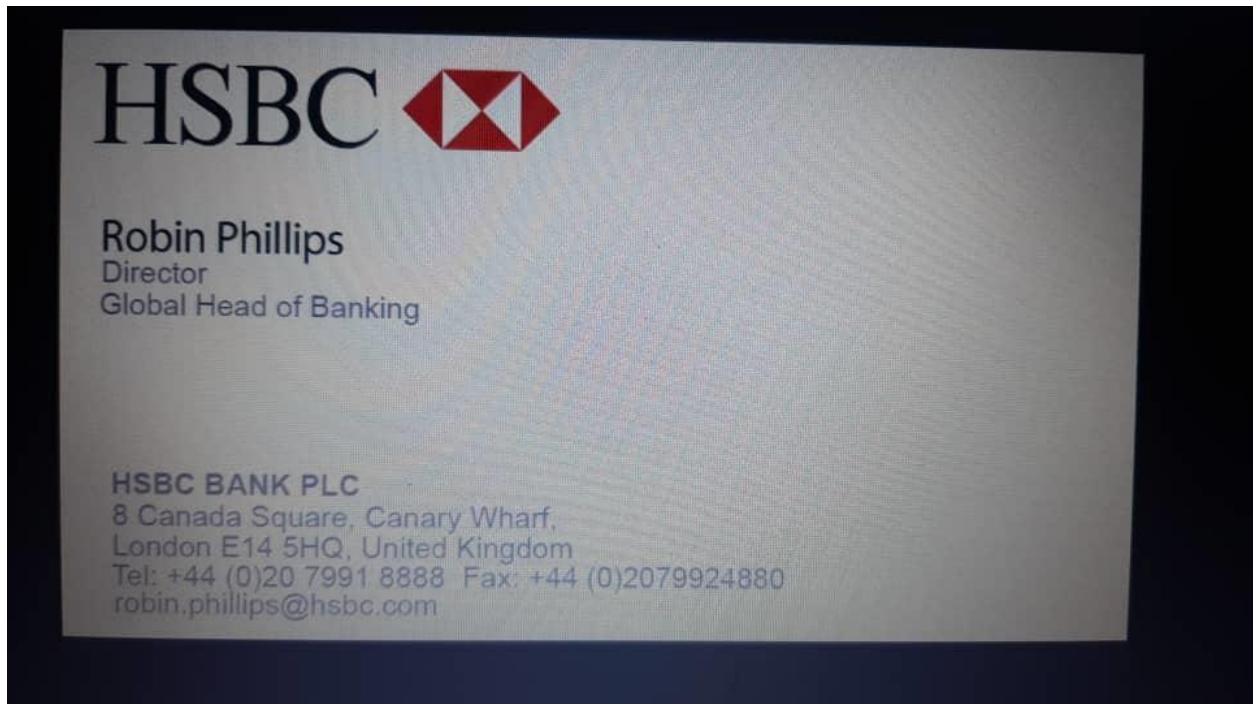 HSBC
Robin Phillips
Director
Global Head of Banking
HSBC BANK PLC
8 Canada Square, Canary Wharf,
London E14 5HQ, United Kingdom
Tel: +44 (0)20 7991 8888 Fax: +44 (0)2079924880
robin.phillips@hsbc.com